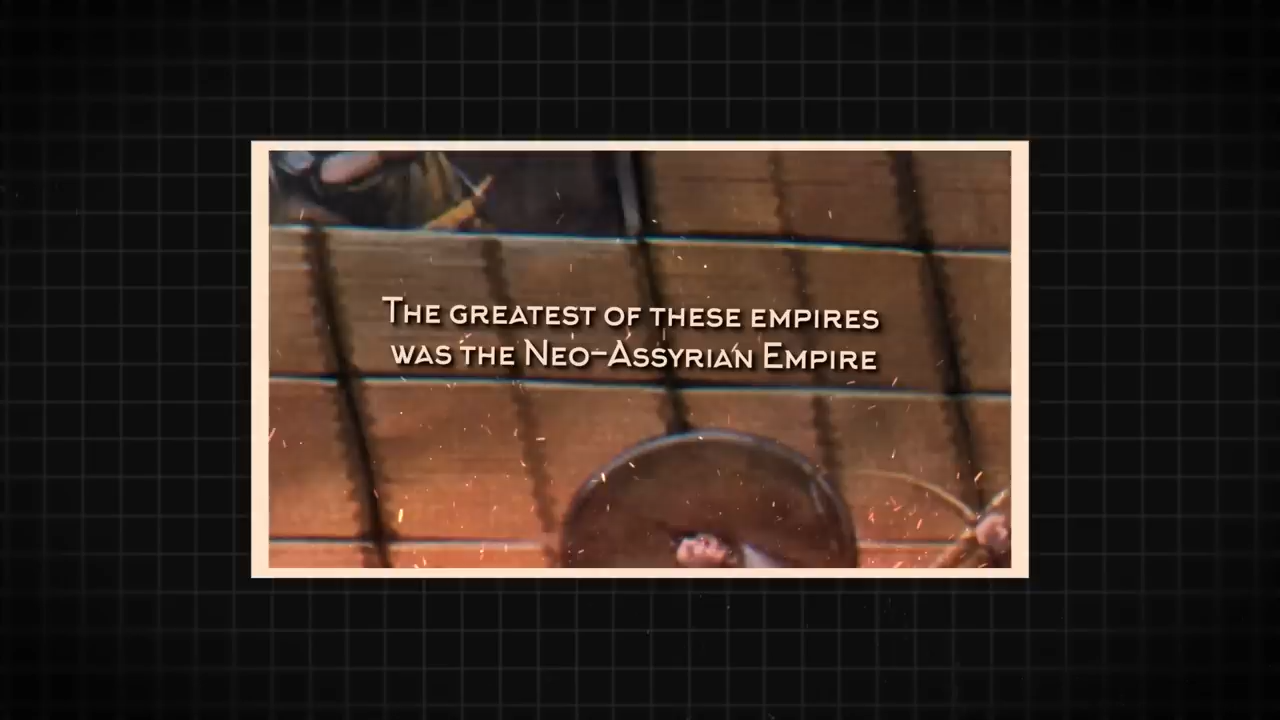 The greatest of these empires
was the Neo-Assyrian Empire